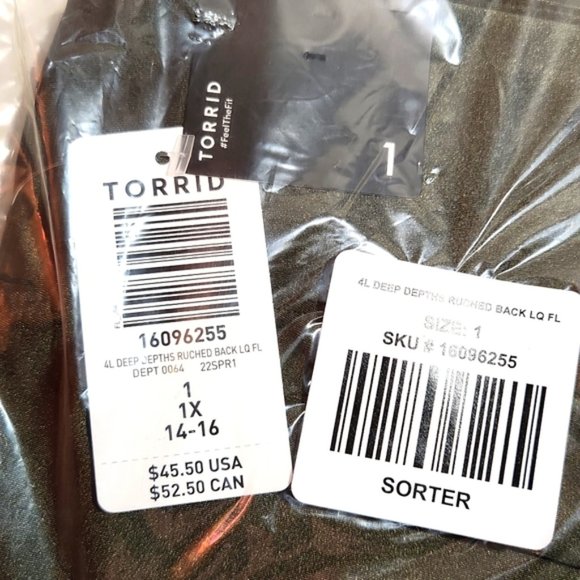 TORRID
#FeelTheFit
1
TORRID
16096255
4L DEEP DEPTHS RUCHED BACK LQ FL
DEPT 0064 22SPR1
1
1X
14-16
$45.50 USA
$52.50 CAN
4L DEEP DEPTHS RUCHED BACK LQ FL
SIZE: 1
SKU # 16096255
SORTER